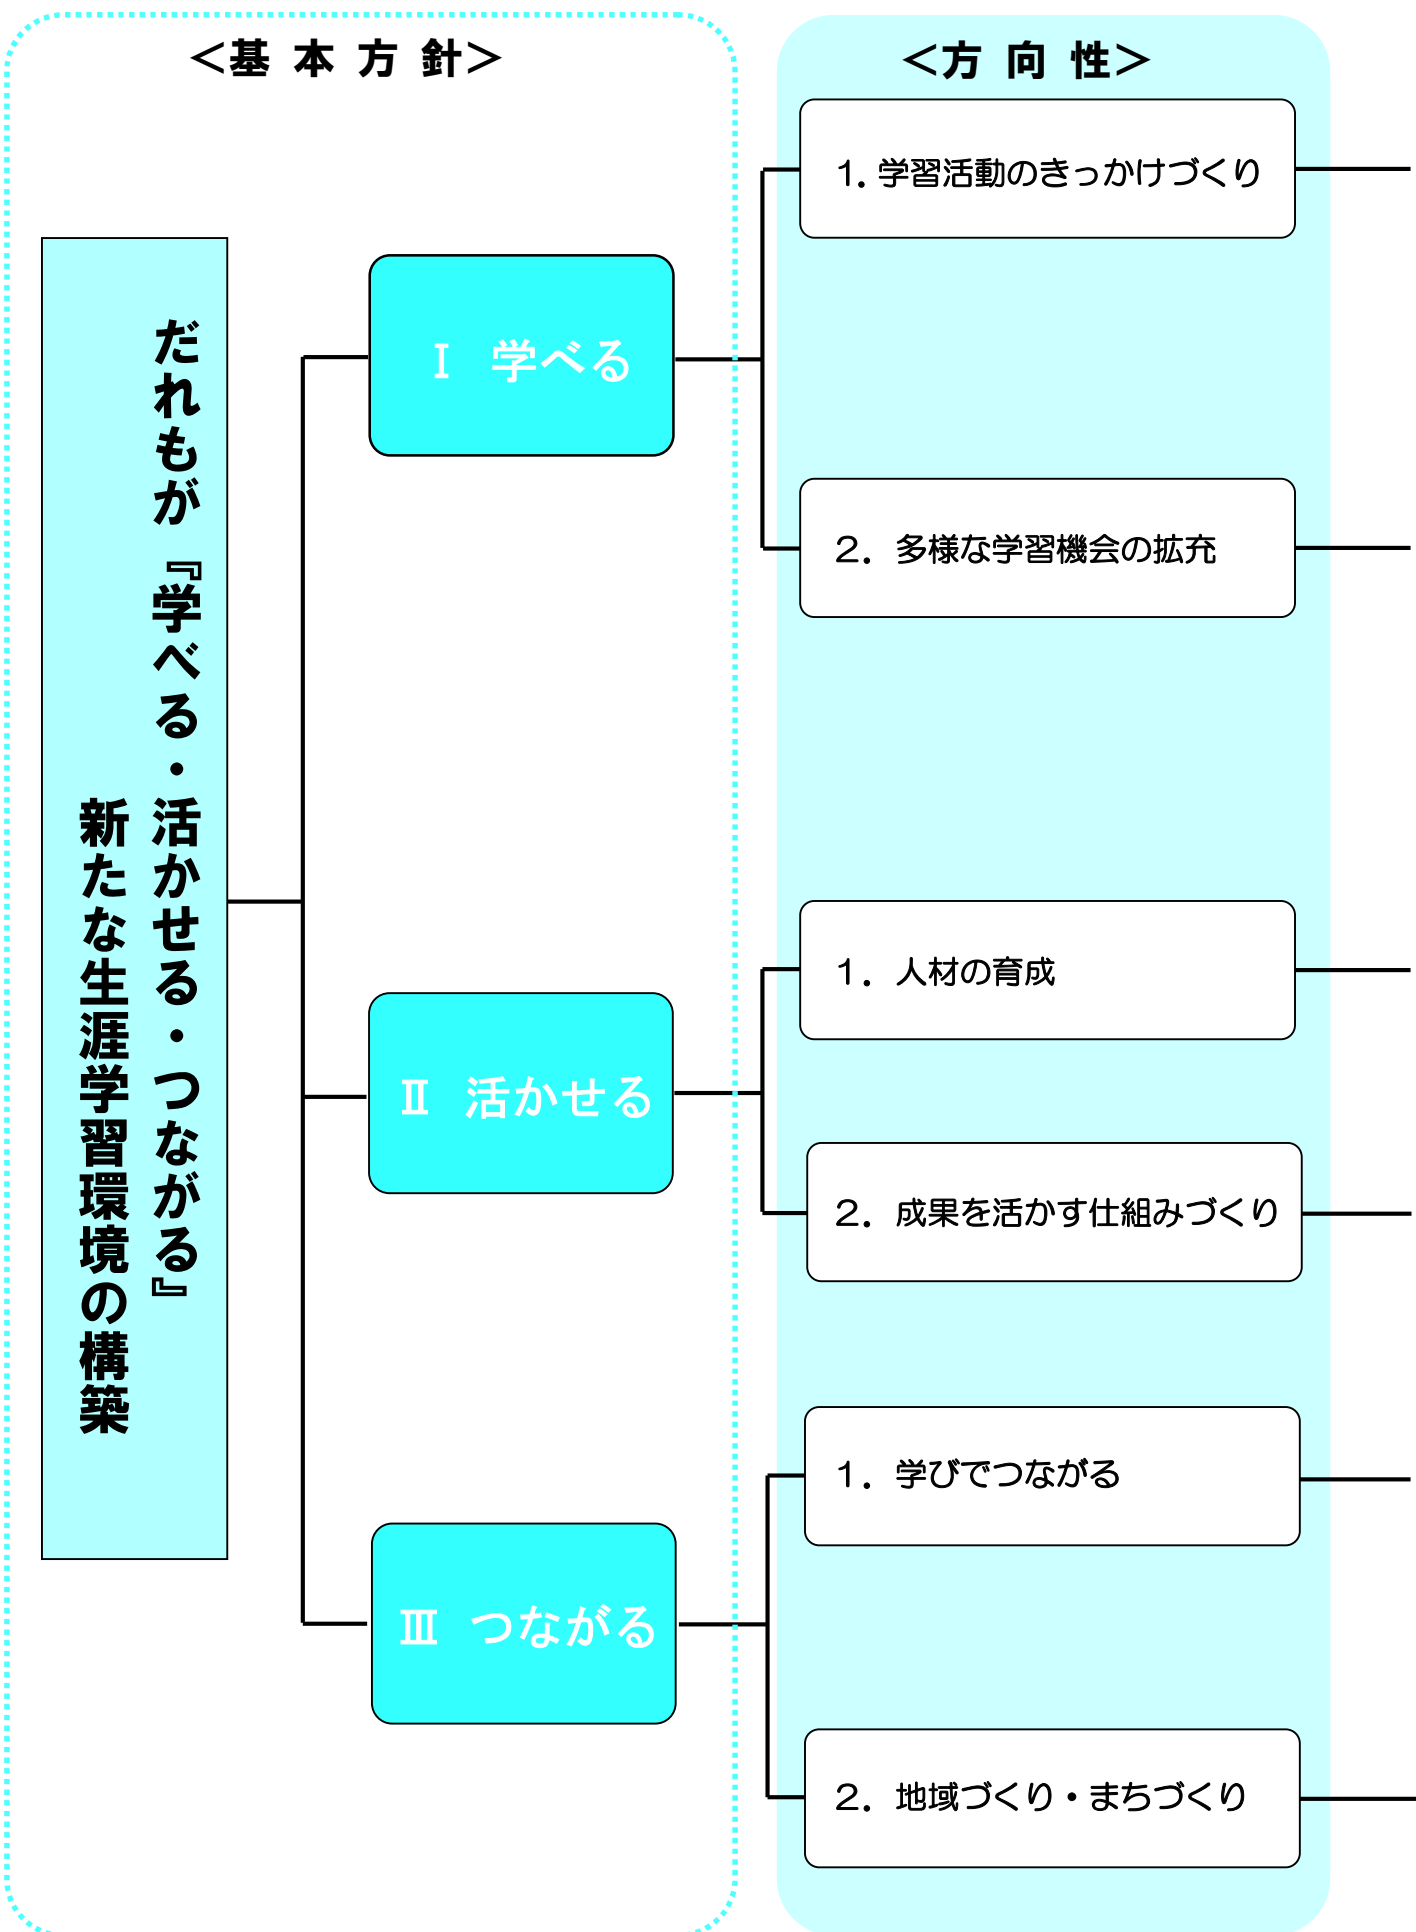 ＜基 本 方 針＞
＜方 向 性＞
だれもが『学べる・活かせる・つながる』
新たな生涯学習環境の構築
Ⅰ　学べる
１．学習活動のきっかけづくり
２．多様な学習機会の拡充
Ⅱ　活かせる
１．人材の育成
２．成果を活かす仕組みづくり
Ⅲ　つながる
１．学びでつながる
２．地域づくり・まちづくり